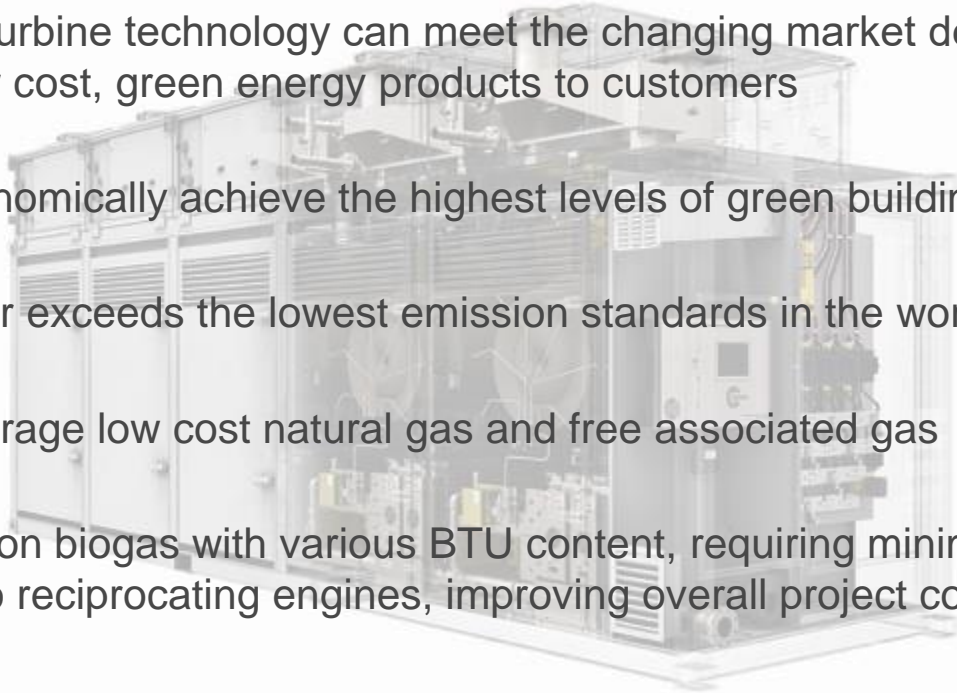 urbine technology can meet the changing market de
cost, green energy products to customers
nomically achieve the highest levels of green buildin
r exceeds the lowest emission standards in the wor
rage low cost natural gas and free associated gas
on biogas with various BTU content, requiring minin
o reciprocating engines, improving overall project co